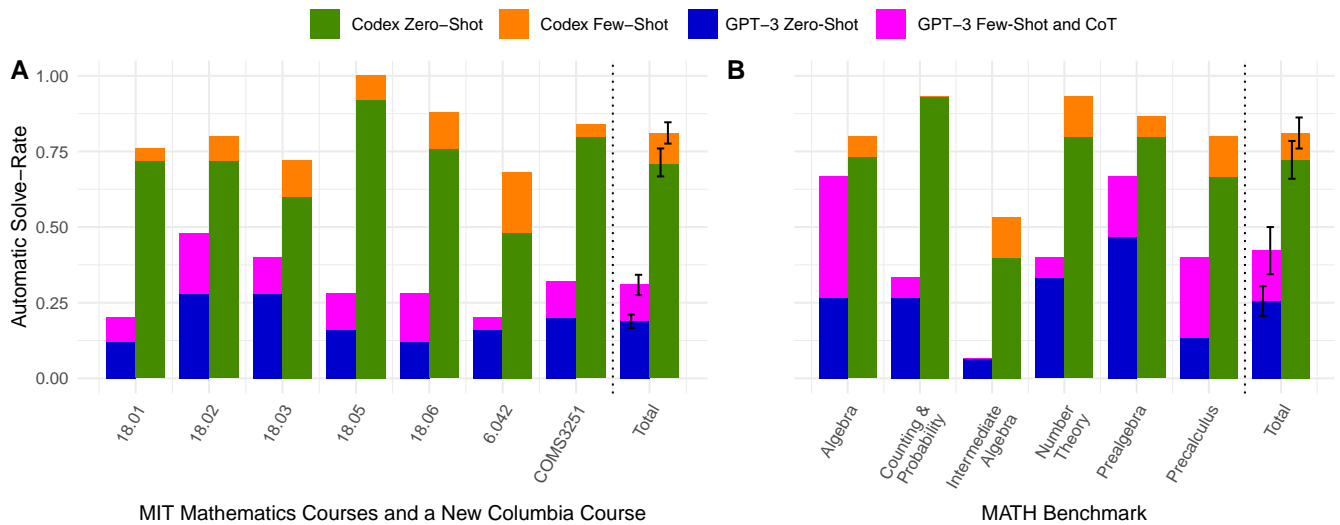 Codex Zero−Shot Codex Few−Shot GPT−3 Zero-Shot GPT−3 Few-Shot and CoT
A
Automatic Solve−Rate
1.00
0.75
0.50
0.25
0.00
18.01
18.02
18.03
18.05
18.06
6.042
COMS3251
Total
MIT Mathematics Courses and a New Columbia Course
B
Algebra
Counting &
Probability
Intermediate
Algebra
Number
Theory
Prealgebra
Precalculus
Total
MATH Benchmark